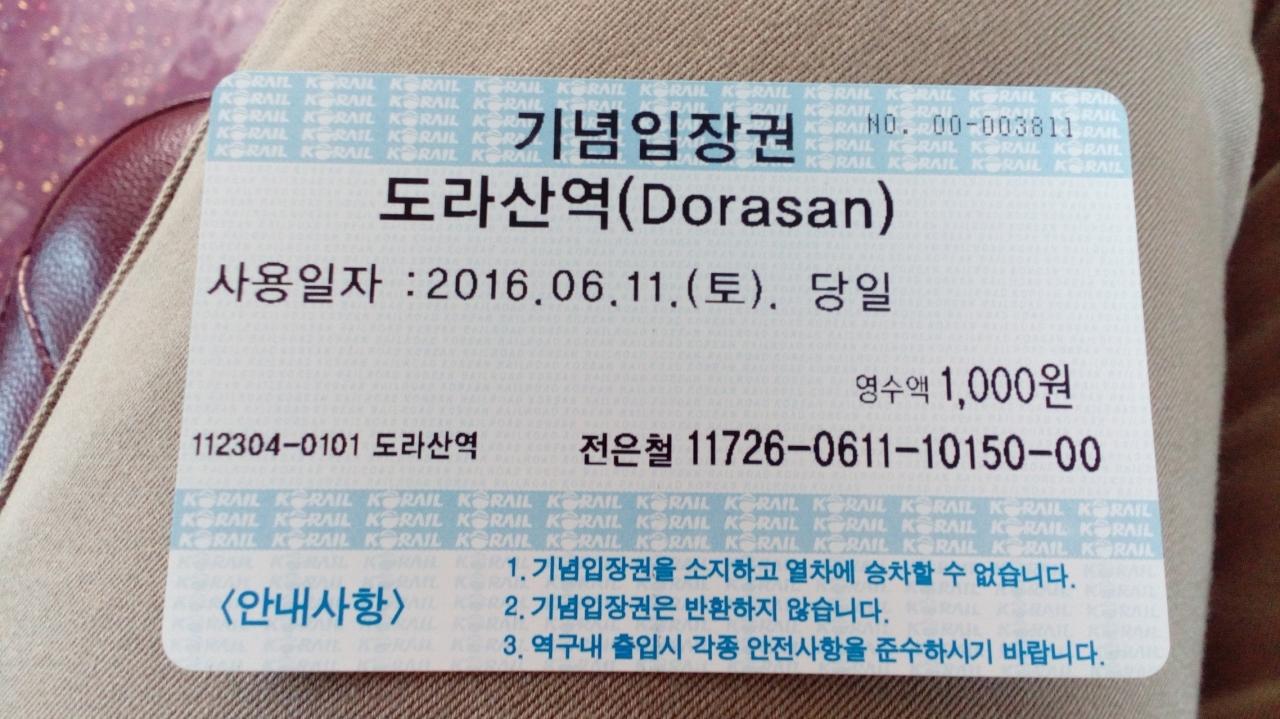 기념입장권 NO. 00-003811
도라산역(Dorasan)
사용일자 :2016.06.11.(토). 당일
영수액 1,000원
112304-0101 도라산역 전은철 11726-0611-10150-00
<안내사항>
1. 기념입장권을 소지하고 열차에 승차할 수 없습니다.
2. 기념입장권은 반환하지 않습니다.
3. 역구내 출입시 각종 안전사항을 준수하시기 바랍니다.
KORAIL